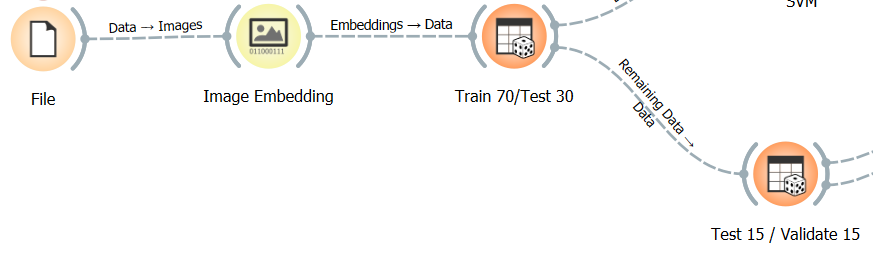 SVM
Data → Images
Embeddings → Data
011000111
File
Image Embedding
Train 70/Test 30
Remaining Data →
Data
Test 15 / Validate 15